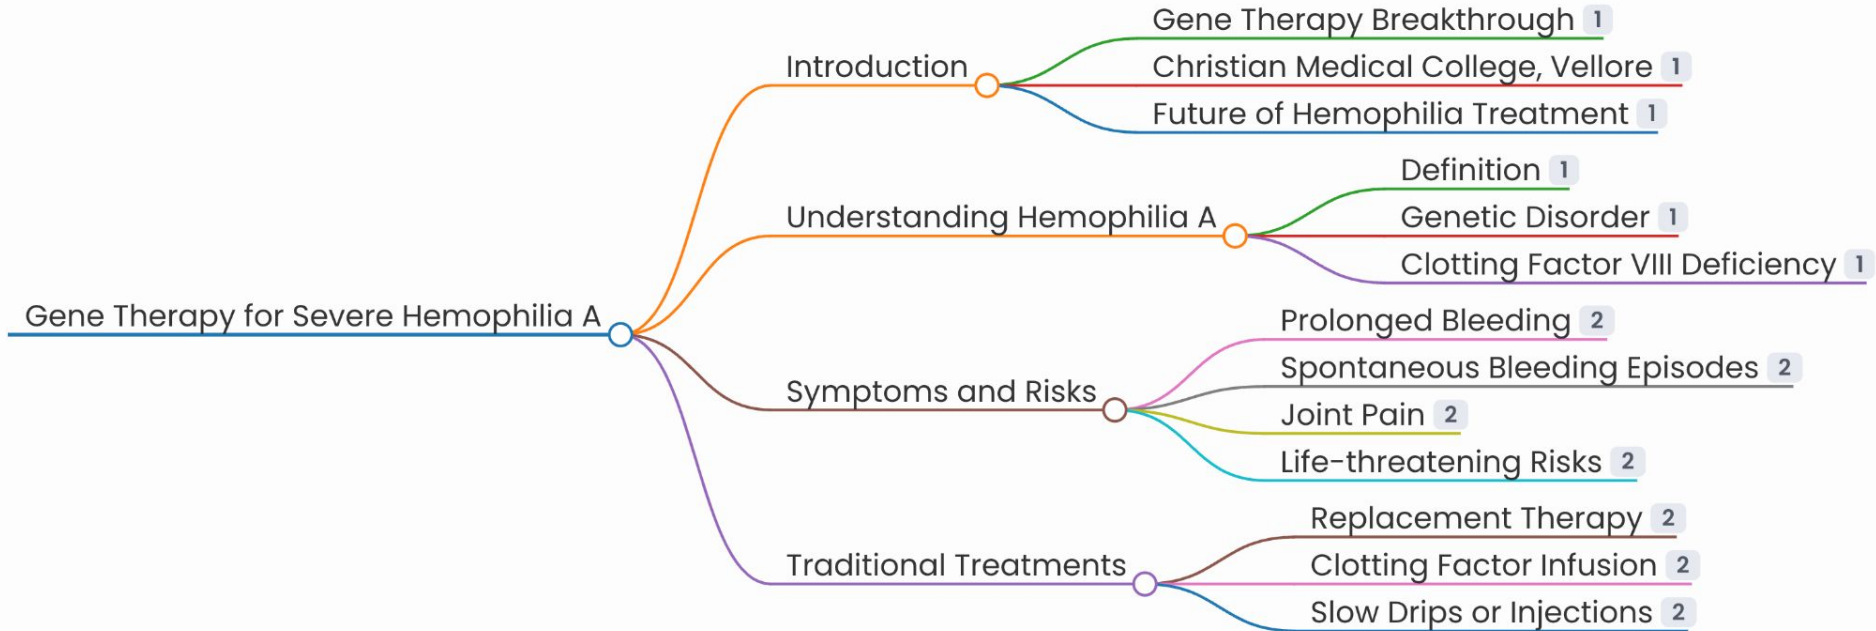 Gene Therapy for Severe Hemophilia A
Introduction
Gene Therapy Breakthrough 1
Christian Medical College, Vellore 1
Future of Hemophilia Treatment 1
Understanding Hemophilia A
Definition 1
Genetic Disorder 1
Clotting Factor VIII Deficiency 1
Symptoms and Risks
Prolonged Bleeding 2
Spontaneous Bleeding Episodes 2
Joint Pain 2
Life-threatening Risks 2
Traditional Treatments
Replacement Therapy 2
Clotting Factor Infusion 2
Slow Drips or Injections 2